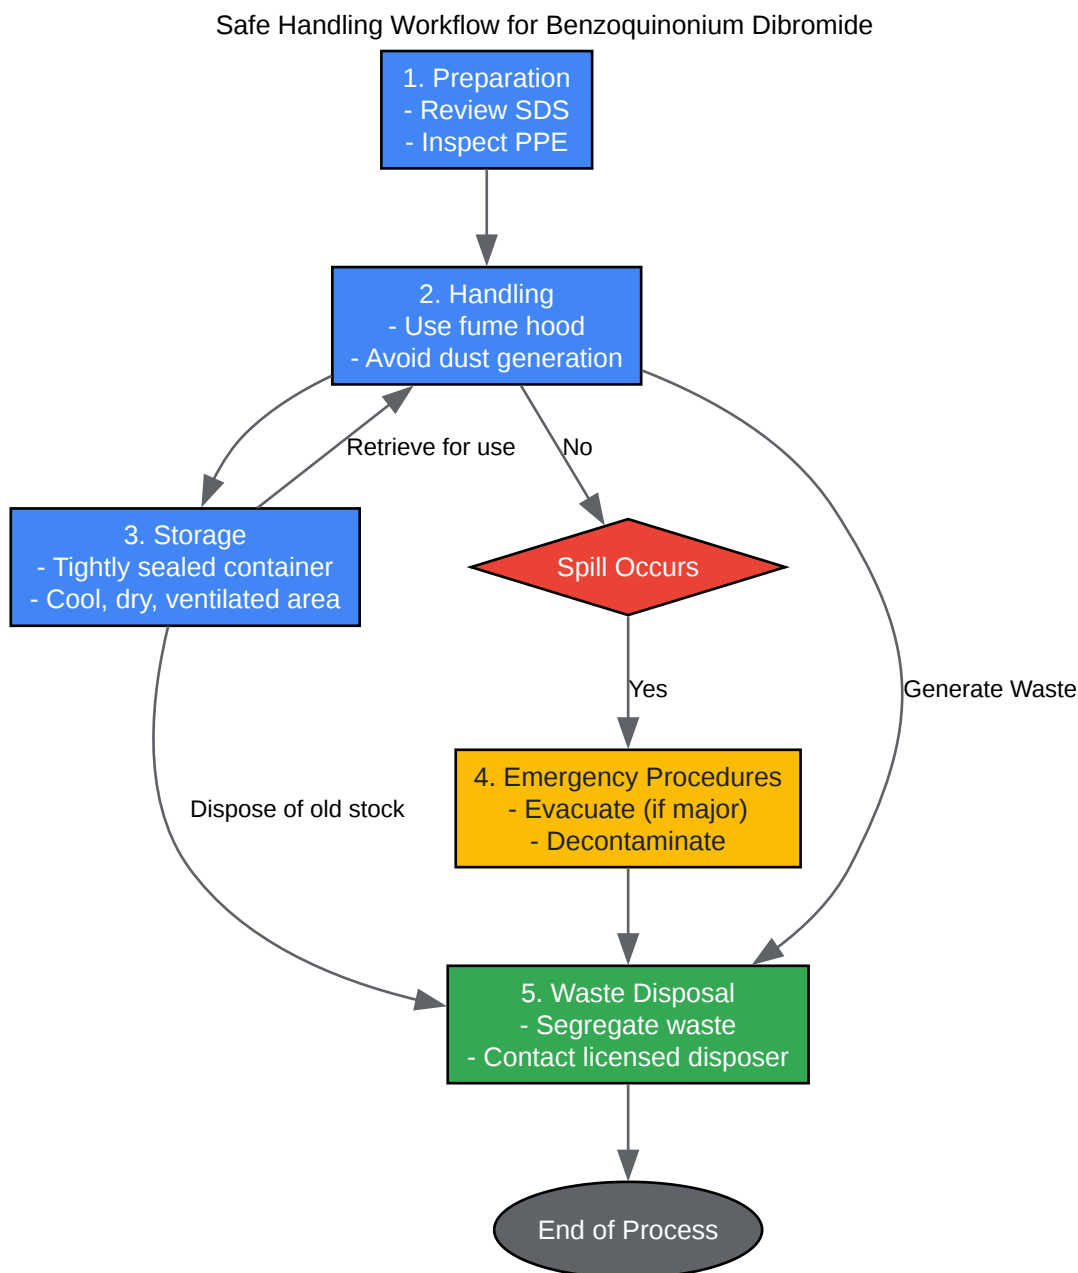 Safe Handling Workflow for Benzoquinonium Dibromide
1. Preparation
- Review SDS
- Inspect PPE
2. Handling
- Use fume hood
- Avoid dust generation
Retrieve for use
No
3. Storage
- Tightly sealed container
- Cool, dry, ventilated area
Spill Occurs
Yes
Generate Waste
4. Emergency Procedures
- Evacuate (if major)
- Decontaminate
Dispose of old stock
5. Waste Disposal
- Segregate waste
- Contact licensed disposer
End of Process